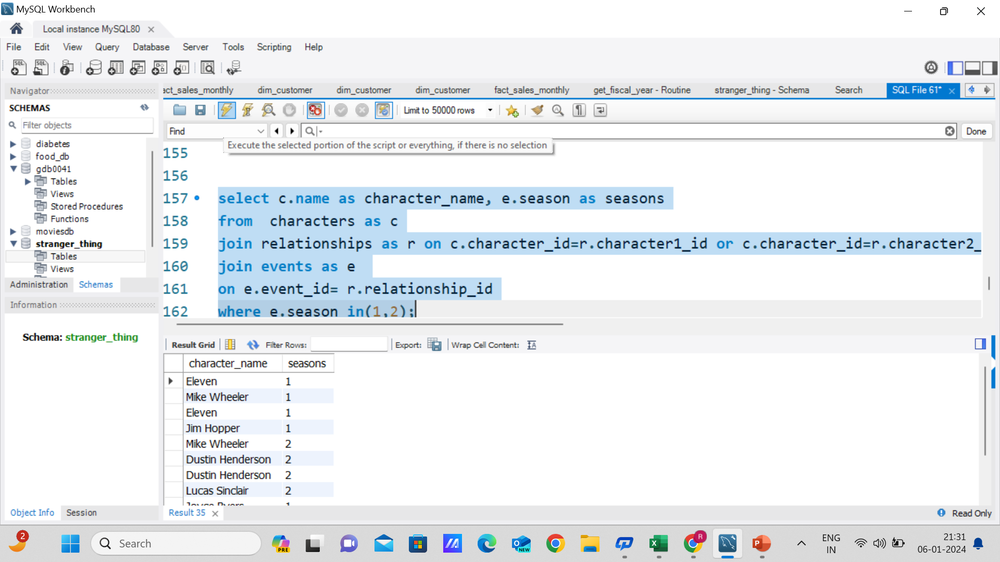 MySQL Workbench
Local instance MySQL80
File Edit View Query Database Server Tools Scripting Help
Navigator
act_sales_monthly dim_customer dim_customer dim_customer fact_sales_monthly get_fiscal_year - Routine stranger_thing - Schema Search SQL File 61*
SCHEMAS
Limit to 50000 rows
Filter objects
Find
Done
Execute the selected portion of the script or everything, if there is no selection
diabetes
food_db
gdb0041
Tables
Views
Stored Procedures
Functions
moviesdb
stranger_thing
Tables
Views
Administration Schemas
Information
Schema: stranger_thing
Object Info Session
155
156
157 select c.name as character_name, e.season as seasons
158 from  characters as c
159 join relationships as r on c.character_id=r.character1_id or c.character_id=r.character2_
160 join events as e
161 on e.event_id= r.relationship_id
162 where e.season in(1,2);
Result Grid Filter Rows: Export: Wrap Cell Content:
character_name seasons
Eleven 1
Mike Wheeler 1
Eleven 1
Jim Hopper 1
Mike Wheeler 2
Dustin Henderson 2
Dustin Henderson 2
Lucas Sinclair 2
Joyce Byers 1
Result 35
Read Only
2
Search
PRE
NEW
R
ENG
IN
21:31
06-01-2024